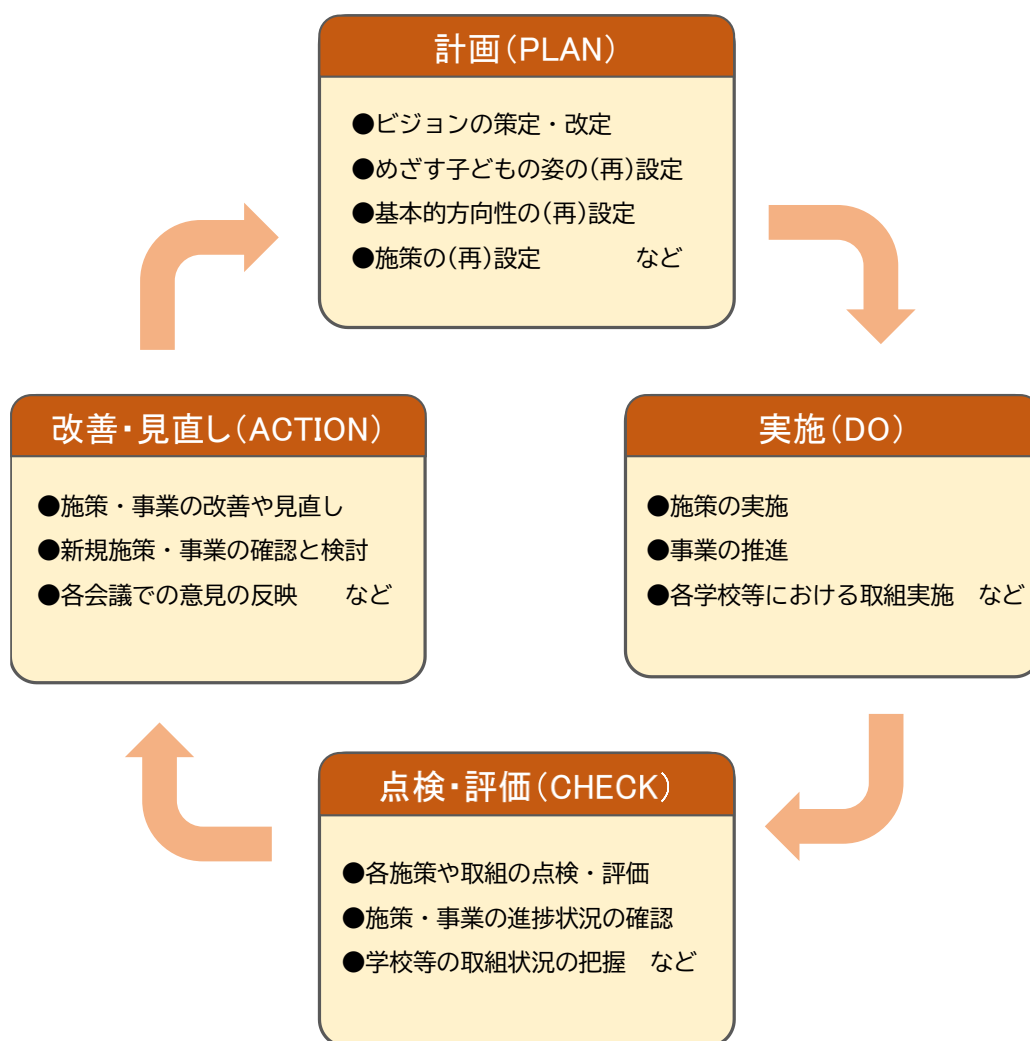 計画(PLAN)
●ビジョンの策定・改定
●めざす子どもの姿の(再)設定
●基本的方向性の(再)設定
●施策の(再)設定　　　　など
改善・見直し(ACTION)
●施策・事業の改善や見直し
●新規施策・事業の確認と検討
●各会議での意見の反映　　など
実施(DO)
●施策の実施
●事業の推進
●各学校等における取組実施　など
点検・評価(CHECK)
●各施策や取組の点検・評価
●施策・事業の進捗状況の確認
●学校等の取組状況の把握　など